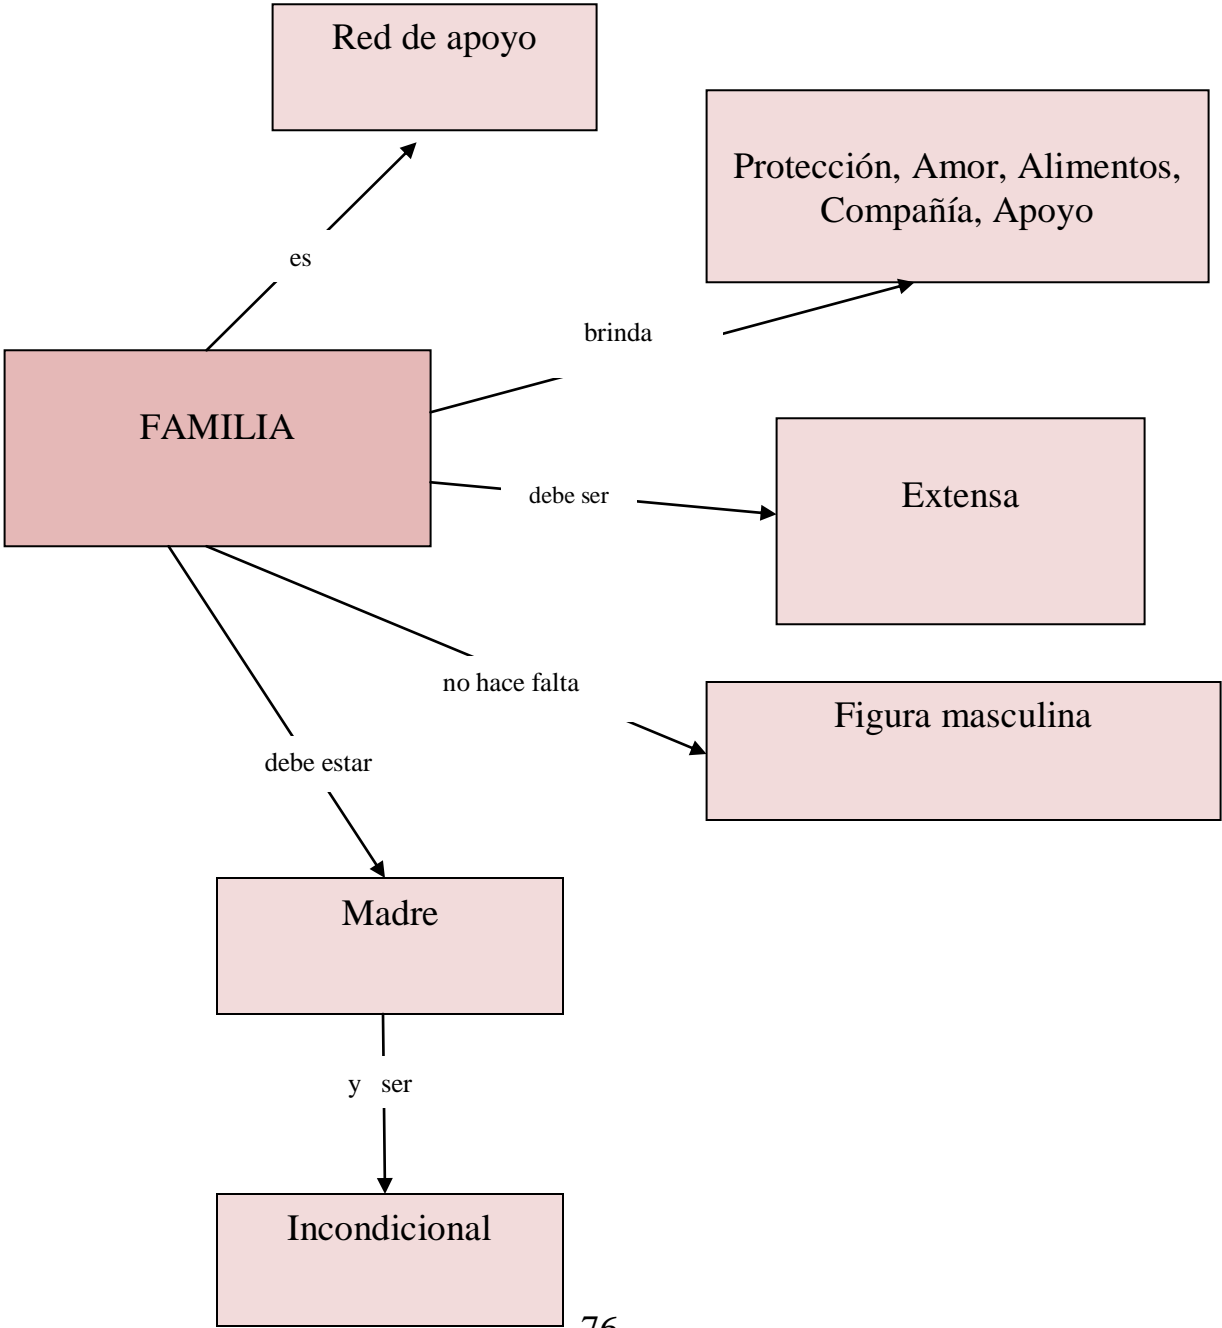 Red de apoyo
Protección, Amor, Alimentos,
Compañía, Apoyo
es
brinda
FAMILIA
debe ser
Extensa
no hace falta
Figura masculina
debe estar
Madre
y ser
Incondicional
76